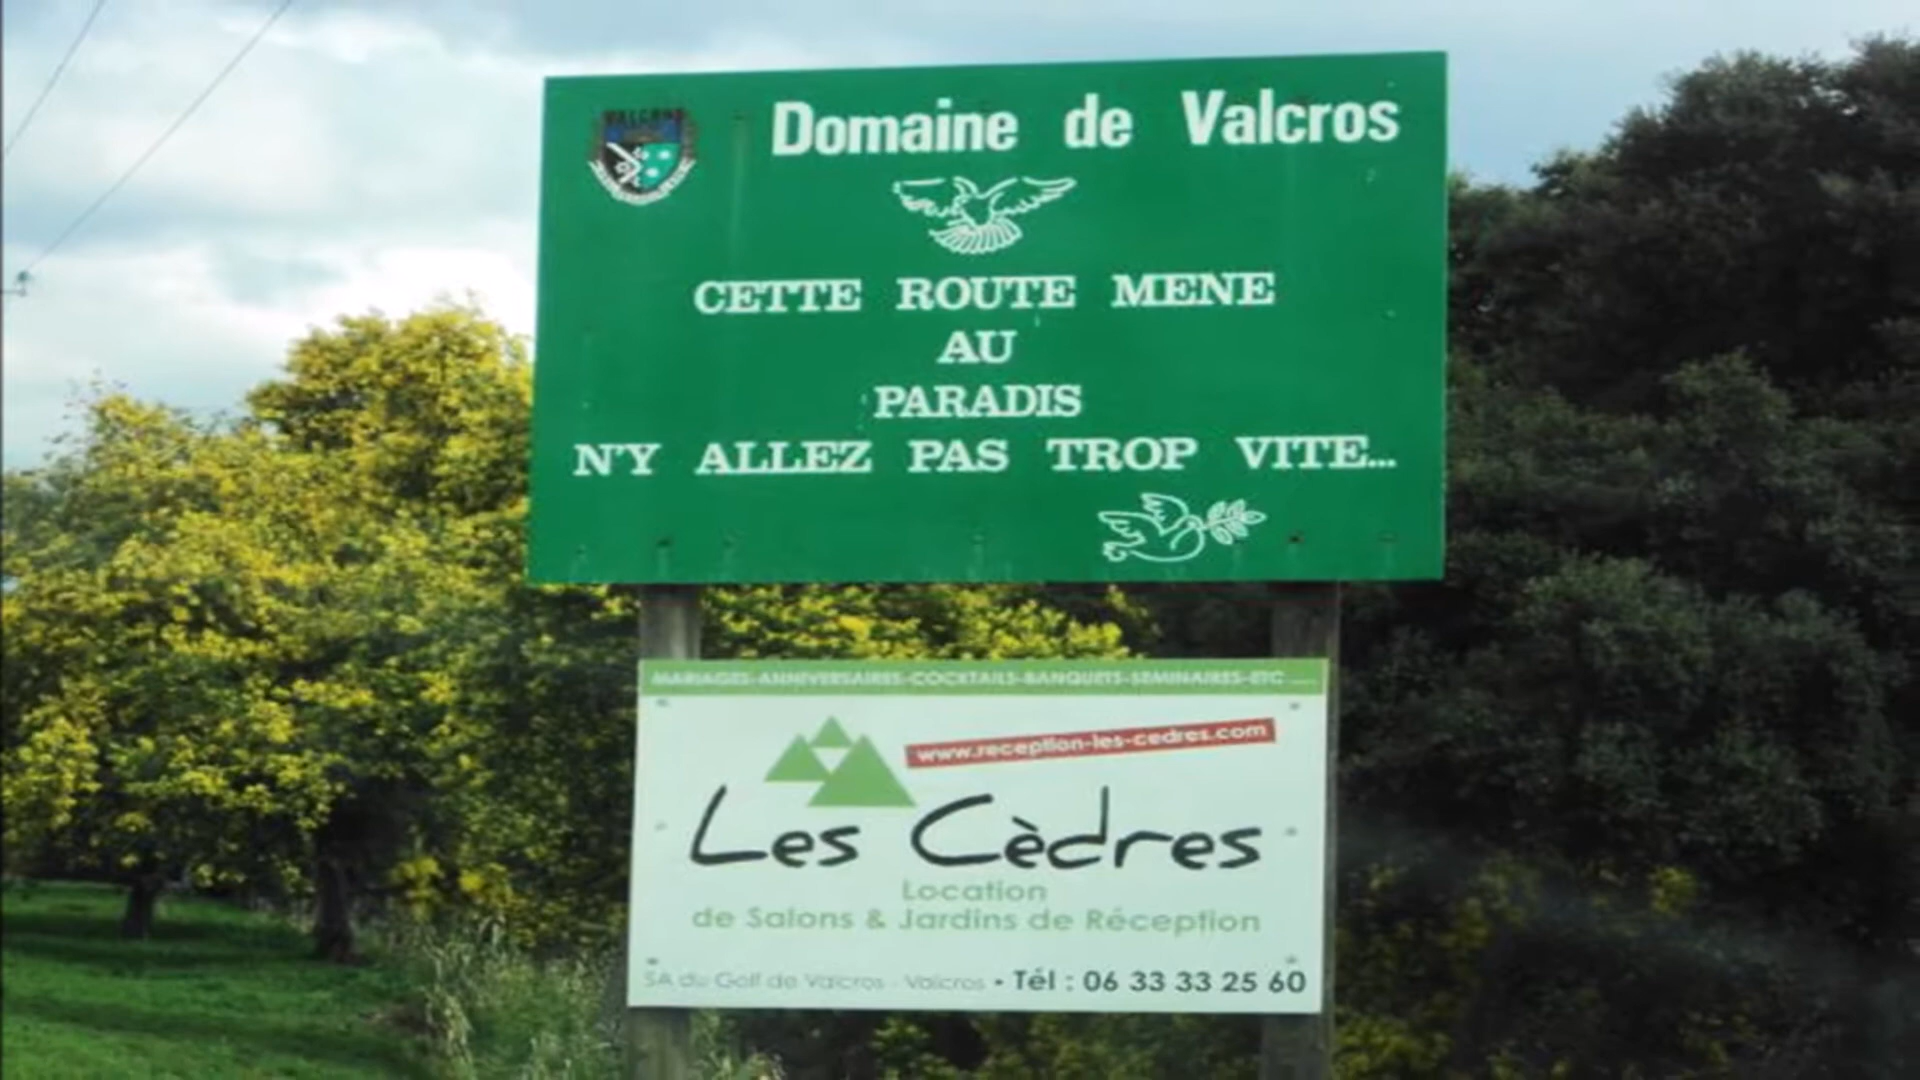 VALCROS
Domaine de Valcros
CETTE ROUTE MENE
AU
PARADIS
N'Y ALLEZ PAS TROP VITE...
MARIAGES-ANNIVERSAIRES-COCKTAILS-BANQUETS-SEMINAIRES-ETC .....
www.reception-les-cedres.com
Les Cèdres
Location
de Salons & Jardins de Réception
SA du Golf de Valcros - Valcros - Tél : 06 33 33 25 60